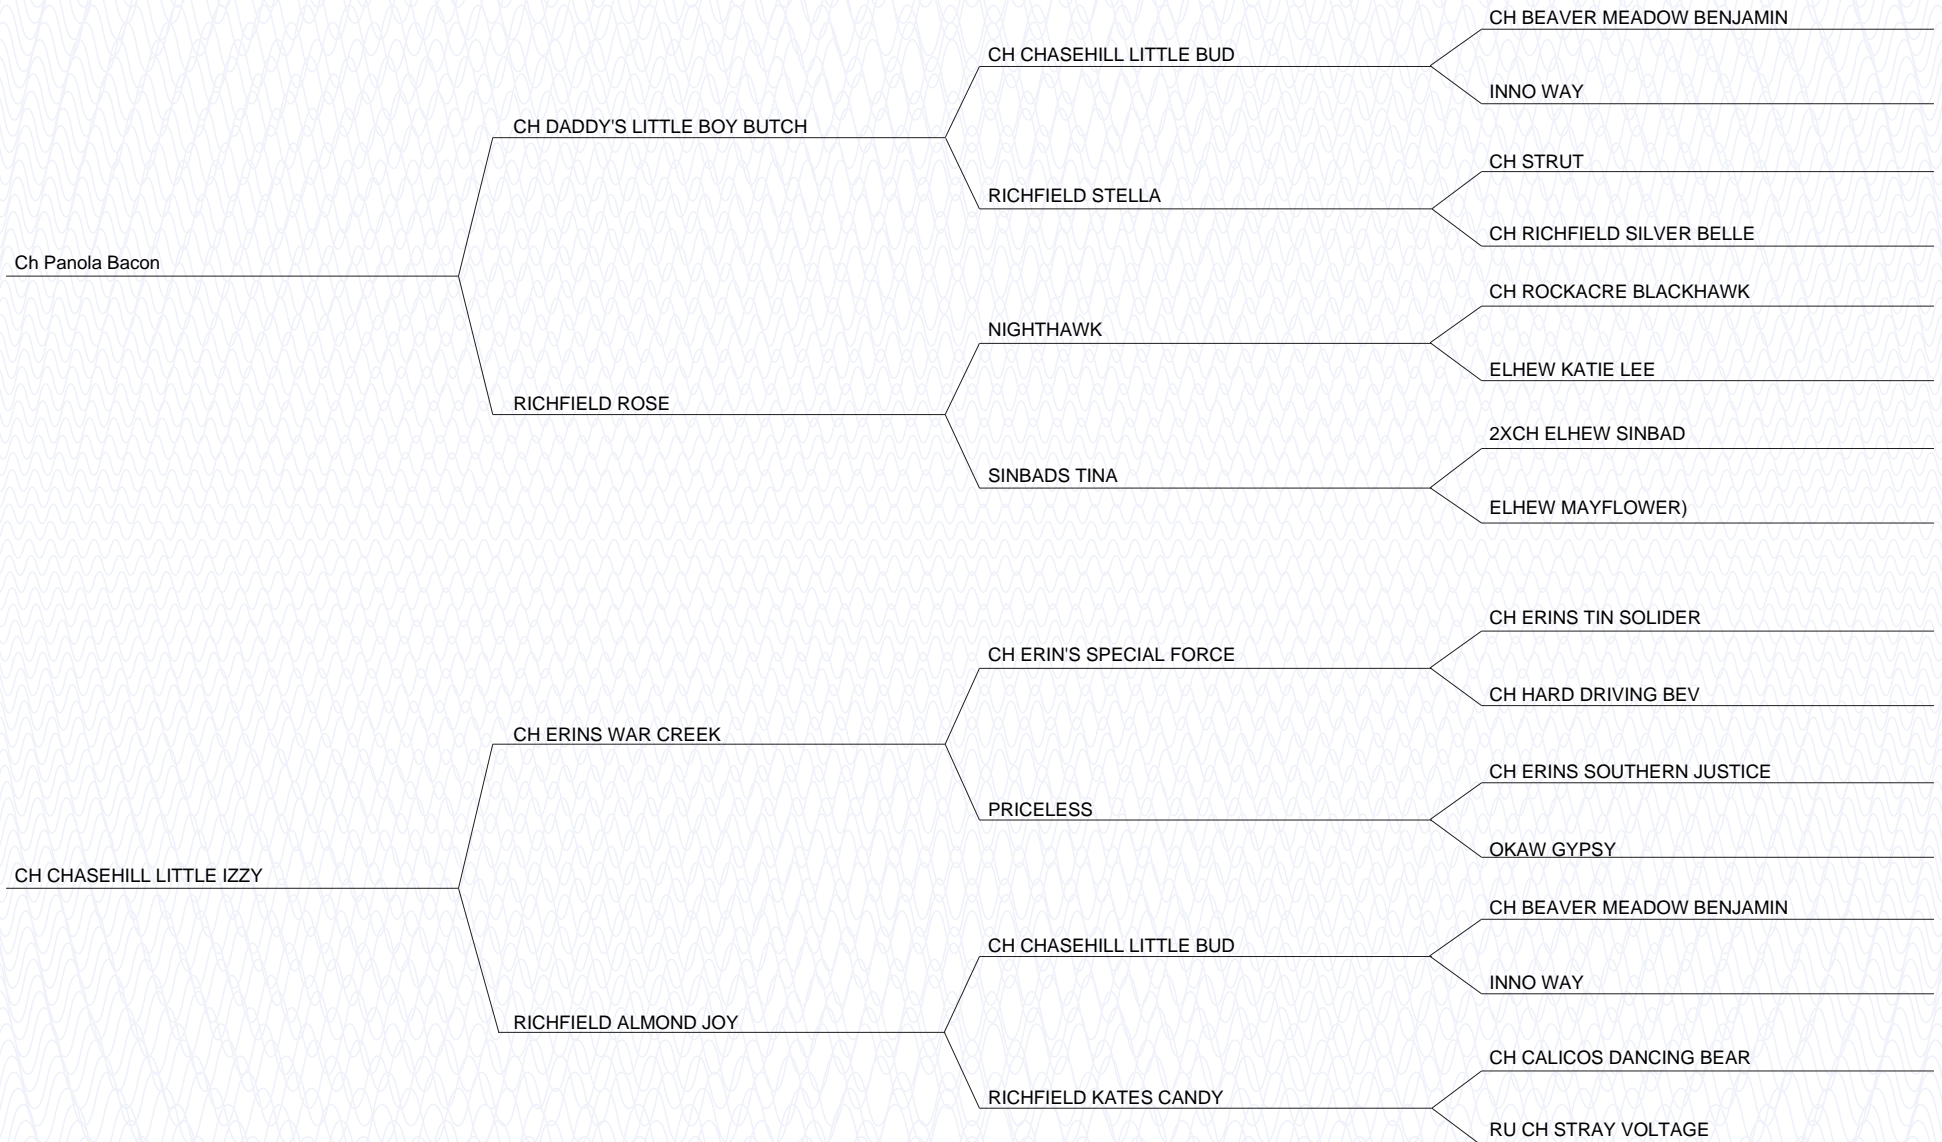 CH BEAVER MEADOW BENJAMIN
CH CHASEHILL LITTLE BUD
INNO WAY
CH DADDY'S LITTLE BOY BUTCH
CH STRUT
RICHFIELD STELLA
CH RICHFIELD SILVER BELLE
Ch Panola Bacon
CH ROCKACRE BLACKHAWK
NIGHTHAWK
ELHEW KATIE LEE
RICHFIELD ROSE
2XCH ELHEW SINBAD
SINBADS TINA
ELHEW MAYFLOWER)
CH ERINS TIN SOLIDER
CH ERIN'S SPECIAL FORCE
CH HARD DRIVING BEV
CH ERINS WAR CREEK
CH ERINS SOUTHERN JUSTICE
PRICELESS
OKAW GYPSY
CH CHASEHILL LITTLE IZZY
CH BEAVER MEADOW BENJAMIN
CH CHASEHILL LITTLE BUD
INNO WAY
RICHFIELD ALMOND JOY
CH CALICOS DANCING BEAR
RICHFIELD KATES CANDY
RU CH STRAY VOLTAGE